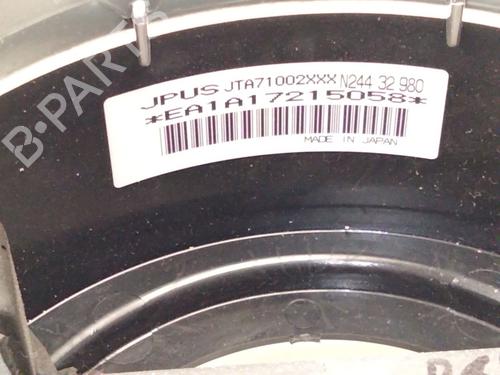 JPUS JTA71002XXX N244 32 980
*EA1A17215058*
MADE IN JAPAN
B-PARTS